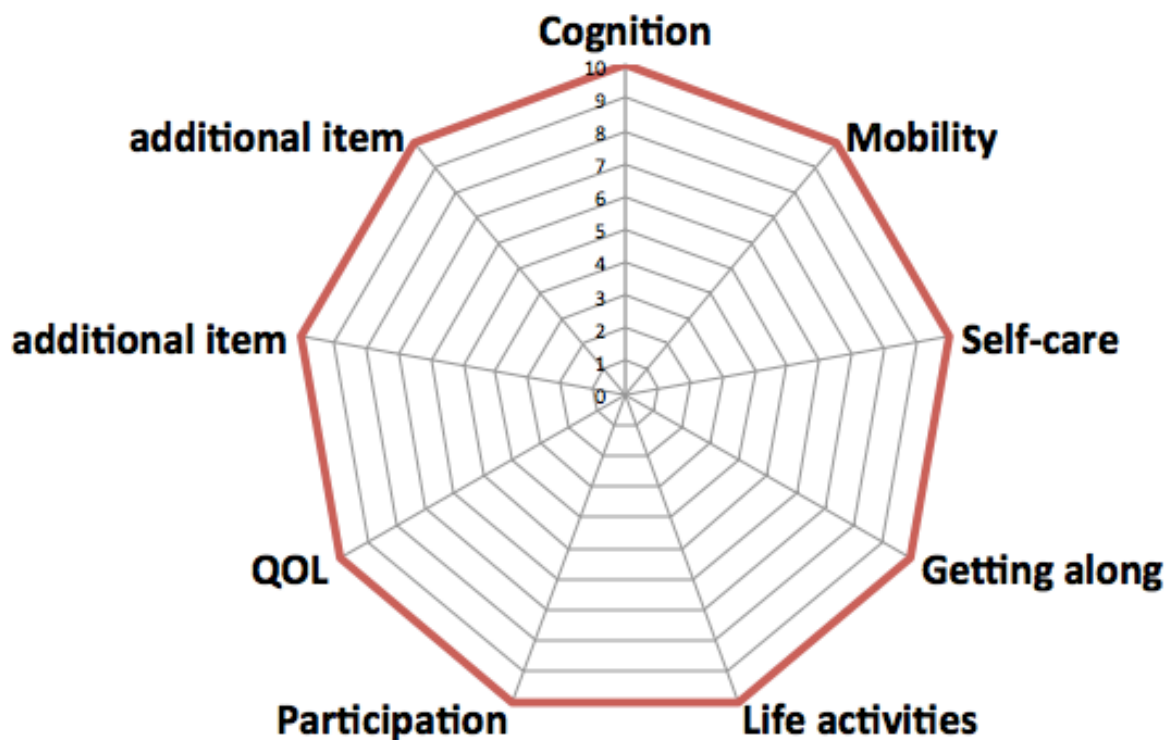 Cognition
10
9
8
7
6
5
4
3
2
1
0
additional item
Mobility
additional item
Self-care
QOL
Getting along
Participation
Life activities